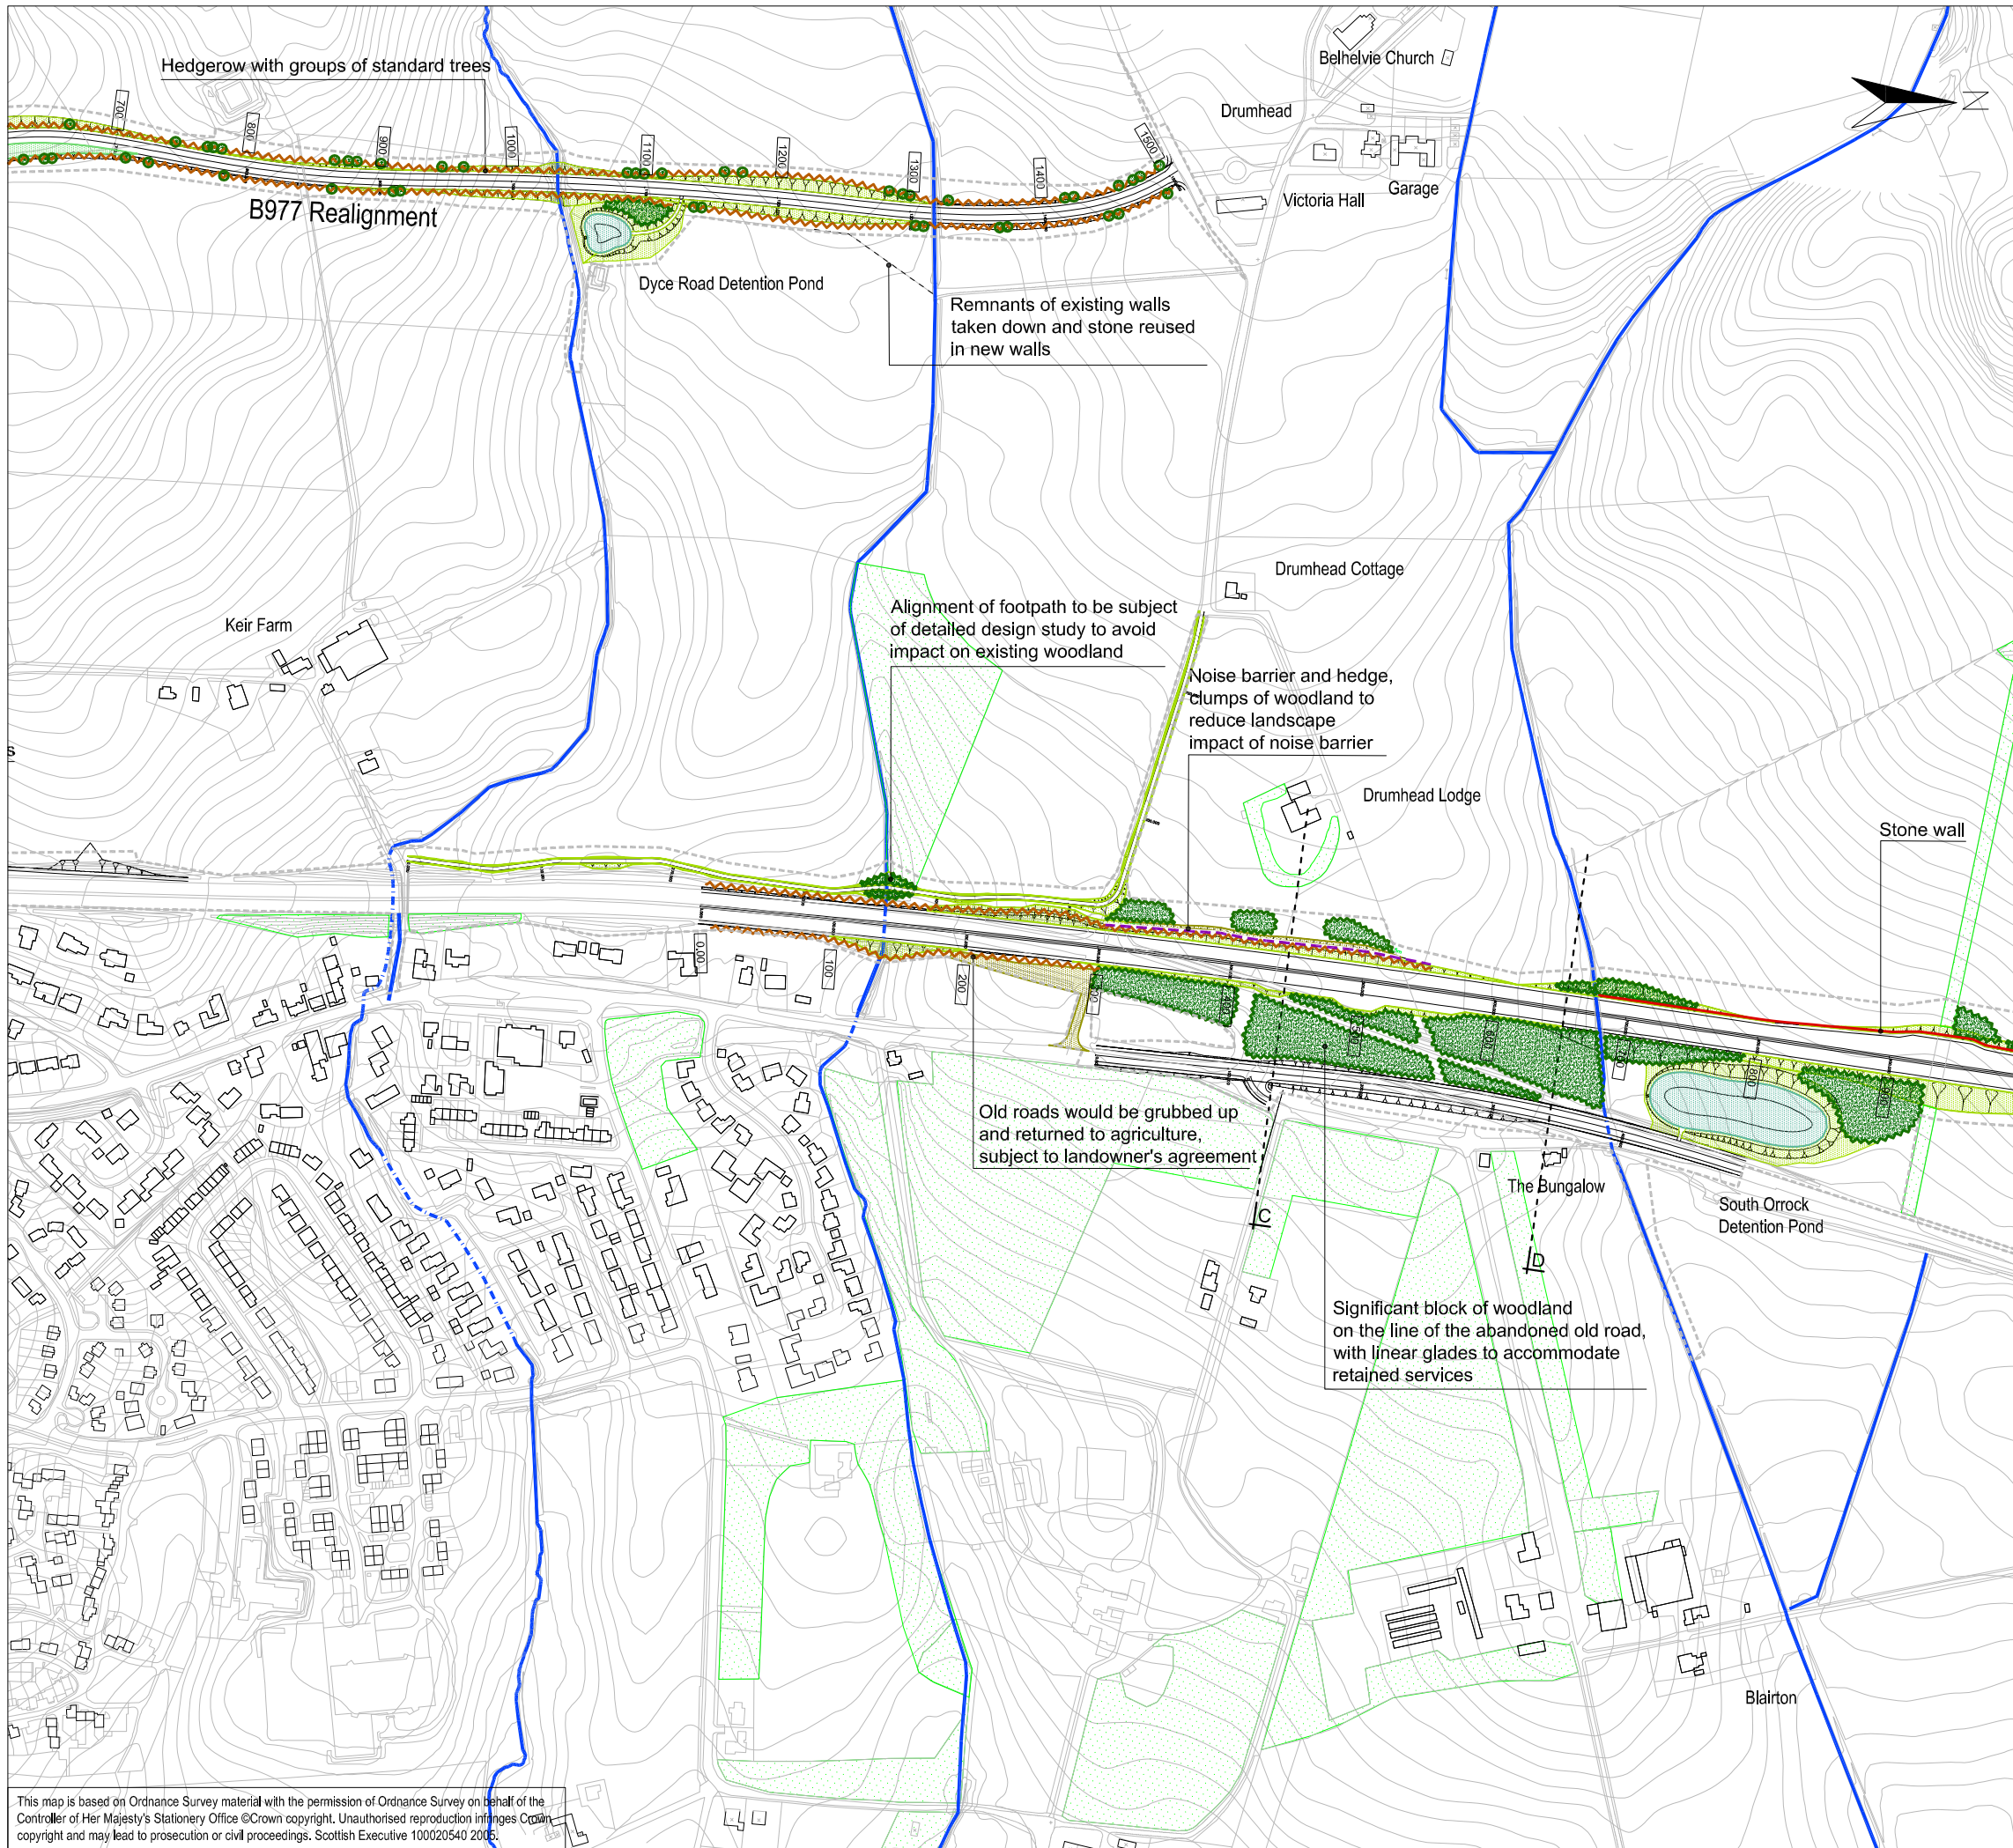 Hedgerow with groups of standard trees
Belhelvie Church
Drumhead
N
700
800
900
1000
1100
1200
1300
1400
1500
B977 Realignment
Victoria Hall
Garage
Dyce Road Detention Pond
Remnants of existing walls
taken down and stone reused
in new walls
Drumhead Cottage
Alignment of footpath to be subject
of detailed design study to avoid
impact on existing woodland
Keir Farm
Noise barrier and hedge,
clumps of woodland to
reduce landscape
impact of noise barrier
s
Drumhead Lodge
Stone wall
0.000
100
200
600
800
Old roads would be grubbed up
and returned to agriculture,
subject to landowner's agreement
The Bungalow
South Orrock
Detention Pond
C
D
Significant block of woodland
on the line of the abandoned old road,
with linear glades to accommodate
retained services
Blairton
This map is based on Ordnance Survey material with the permission of Ordnance Survey on behalf of the
Controller of Her Majesty's Stationery Office ©Crown copyright. Unauthorised reproduction infringes Crown
copyright and may lead to prosecution or civil proceedings. Scottish Executive 100020540 2005.